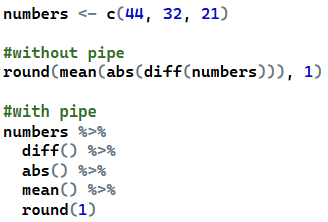 numbers <- c(44, 32, 21)
#without pipe
round(mean(abs(diff(numbers))), 1)
#with pipe
numbers %>%
  diff() %>%
  abs() %>%
  mean() %>%
  round(1)